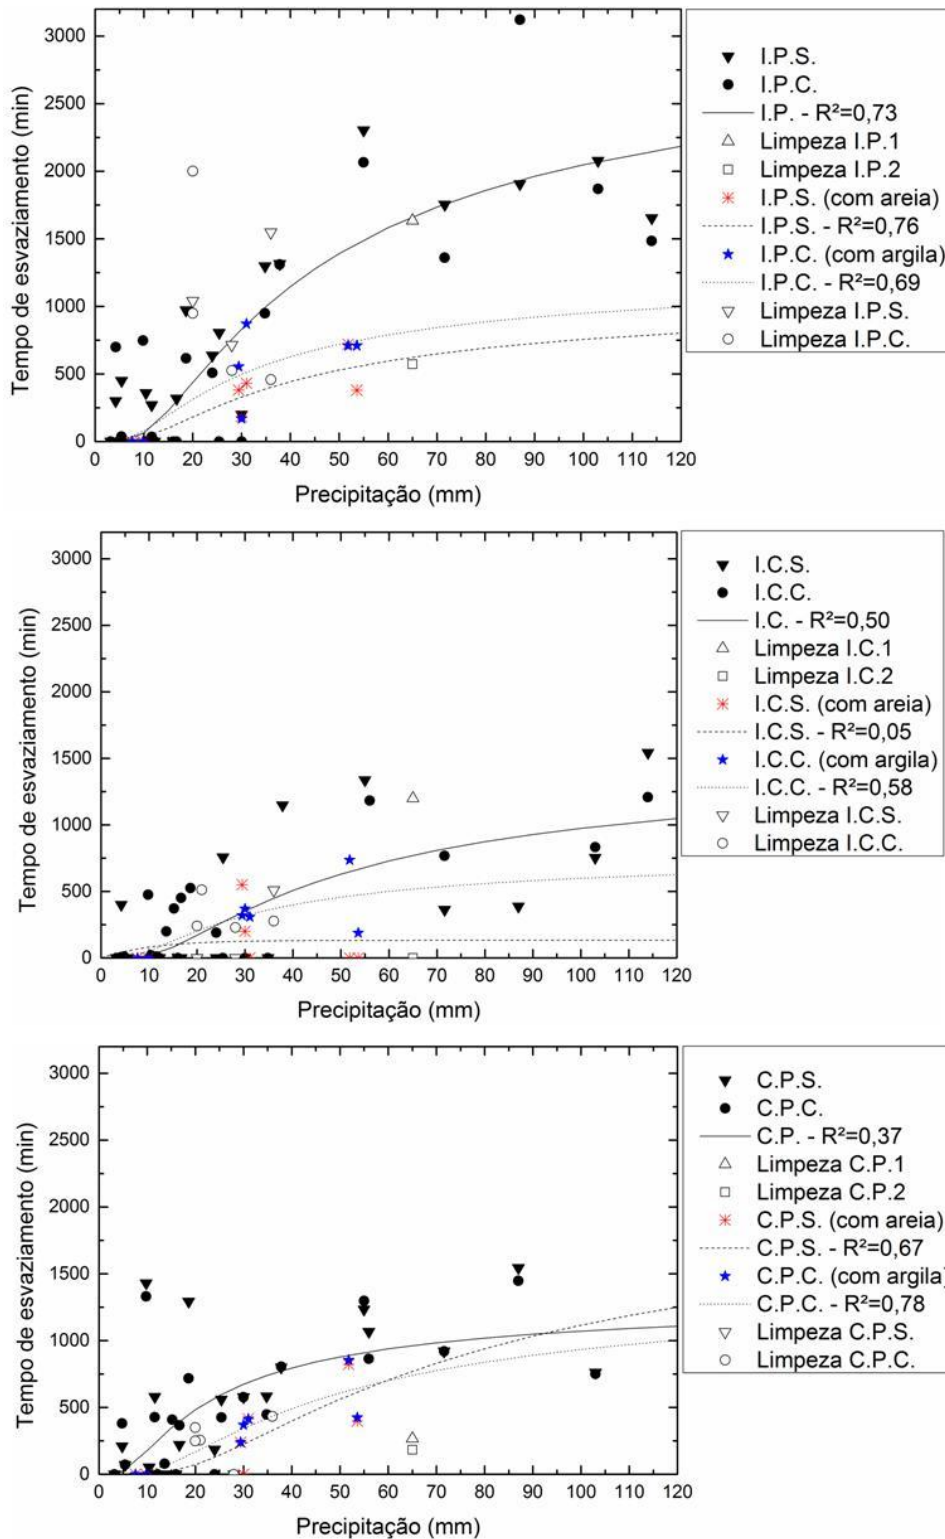 3000
2500
2000
1500
1000
500
0
Tempo de esvaziamento (min)
0 10 20 30 40 50 60 70 80 90 100 110 120
Precipitação (mm)
I.P.S.
I.P.C.
I.P. - R²=0,73
Limpeza I.P.1
Limpeza I.P.2
I.P.S. (com areia)
I.P.S. - R²=0,76
I.P.C. (com argila)
I.P.C. - R²=0,69
Limpeza I.P.S.
Limpeza I.P.C.
3000
2500
2000
1500
1000
500
0
Tempo de esvaziamento (min)
0 10 20 30 40 50 60 70 80 90 100 110 120
Precipitação (mm)
I.C.S.
I.C.C.
I.C. - R²=0,50
Limpeza I.C.1
Limpeza I.C.2
I.C.S. (com areia)
I.C.S. - R²=0,05
I.C.C. (com argila)
I.C.C. - R²=0,58
Limpeza I.C.S.
Limpeza I.C.C.
3000
2500
2000
1500
1000
500
0
Tempo de esvaziamento (min)
0 10 20 30 40 50 60 70 80 90 100 110 120
Precipitação (mm)
C.P.S.
C.P.C.
C.P. - R²=0,37
Limpeza C.P.1
Limpeza C.P.2
C.P.S. (com areia)
C.P.S. - R²=0,67
C.P.C. (com argila)
C.P.C. - R²=0,78
Limpeza C.P.S.
Limpeza C.P.C.